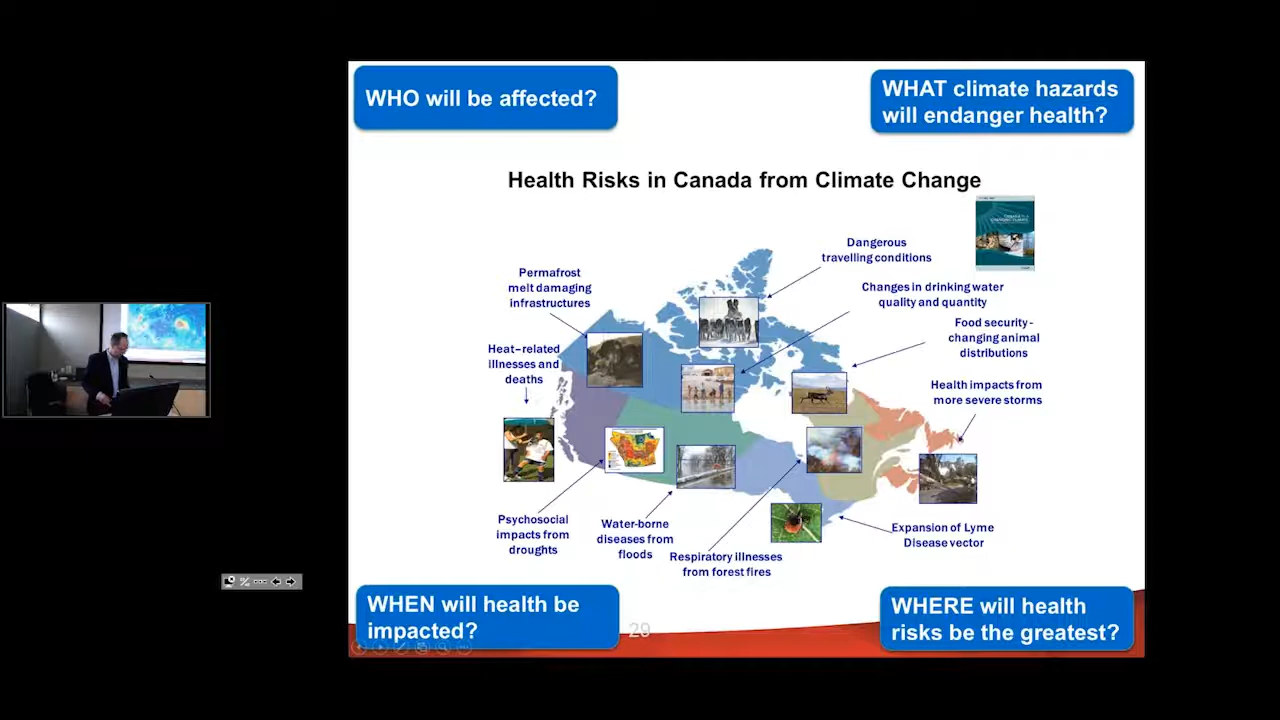 WHO will be affected?
WHAT climate hazards
will endanger health?
Health Risks in Canada from Climate Change
Dangerous
travelling conditions
Permafrost
melt damaging
infrastructures
Changes in drinking water
quality and quantity
Food security-
changing animal
distributions
Heat–related
illnesses and
deaths
Health impacts from
more severe storms
Psychosocial
impacts from
droughts
Water-borne
diseases from
floods
Respiratory illnesses
from forest fires
Expansion of Lyme
Disease vector
WHEN will health be
impacted?
29
WHERE will health
risks be the greatest?